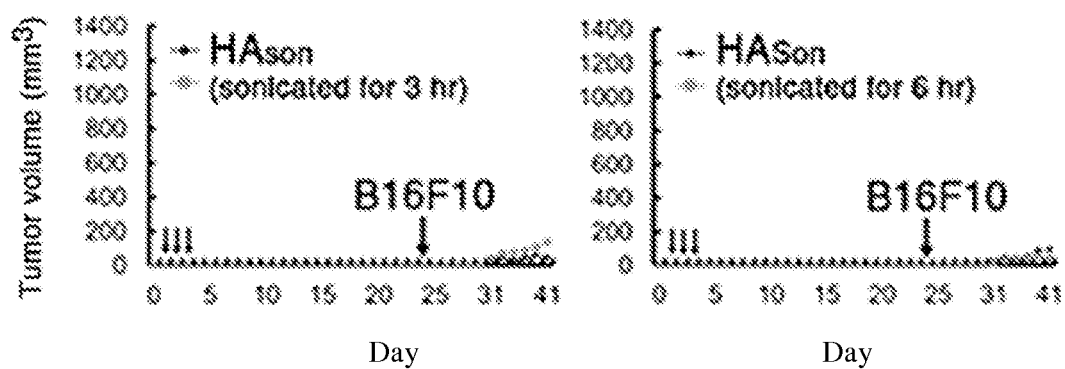 Tumor volume (mm³)
1400
1200
1000
800
600
400
200
0
HAson
(sonicated for 3 hr)
B16F10
0 5 10 15 20 25 31 41
Day
1400
1200
1000
800
600
400
200
0
HASon
(sonicated for 6 hr)
B16F10
0 5 10 15 20 25 31 41
Day